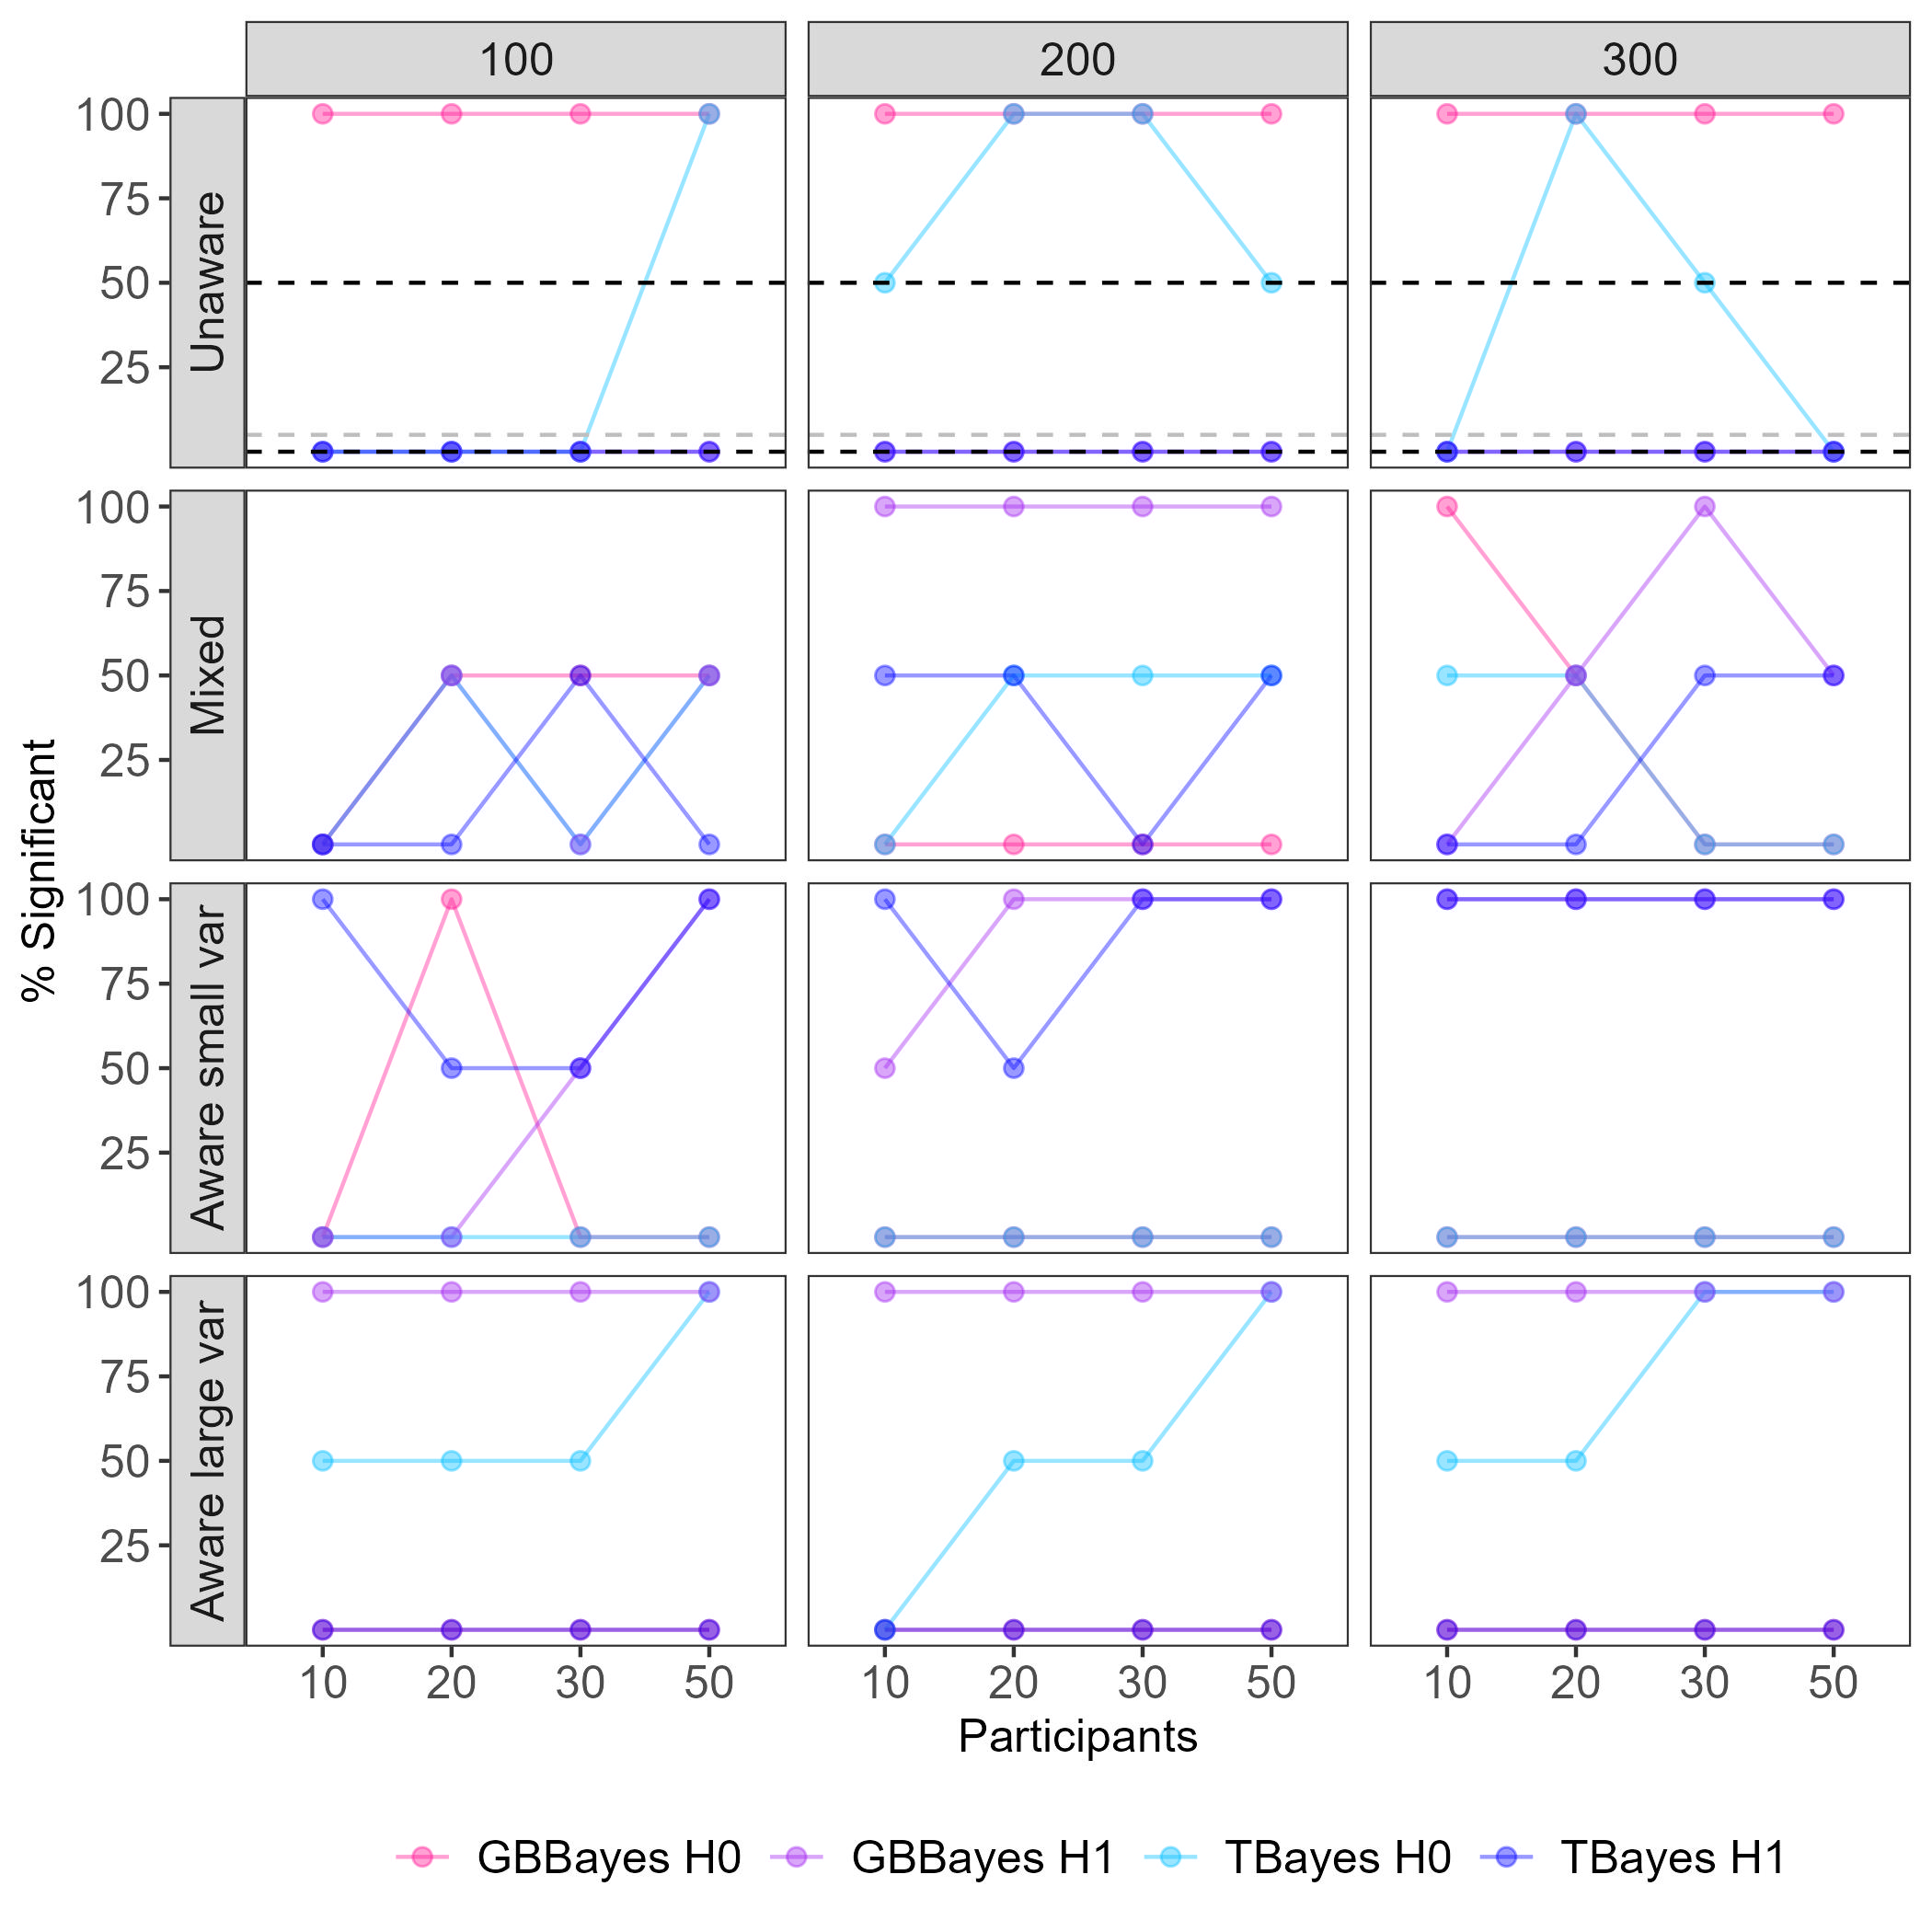 100 200 300
% Significant
Unaware
100
75
50
25
Mixed
100
75
50
25
Aware small var
100
75
50
25
Aware large var
100
75
50
25
10 20 30 50 10 20 30 50 10 20 30 50
Participants
GBBayes H0 GBBayes H1 TBayes H0 TBayes H1